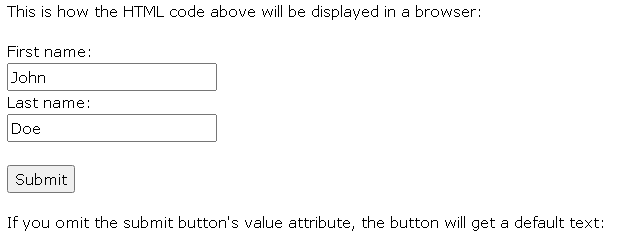 This is how the HTML code above will be displayed in a browser:
First name:
John
Last name:
Doe
Submit
If you omit the submit button's value attribute, the button will get a default text: